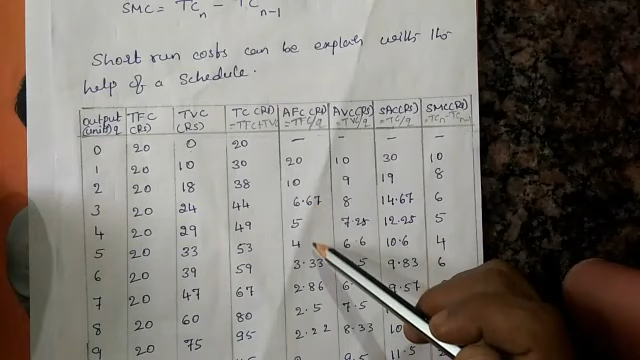 SMC = TCn - TCn-1
Short run costs can be explain with the
help of a Schedule.
Output (units) q TFC (RS) TVC (RS) TC (RS) =TFC+TVC AFC (RS) =TFC/q AVC (RS) =TVC/q SAC (RS) =TC/q SMC (RS) =TCn-TCn-1
0 20 0 20 — — — —
1 20 10 30 20 10 30 10
2 20 18 38 10 9 19 8
3 20 24 44 6.67 8 14.67 6
4 20 29 49 5 7.25 12.25 5
5 20 33 53 4 6.6 10.6 4
6 20 39 59 3.33 9.83 6
7 20 47 67 2.86 9.57
8 20 60 80 2.5 7.5
9 20 75 95 2.22 8.33
11.5